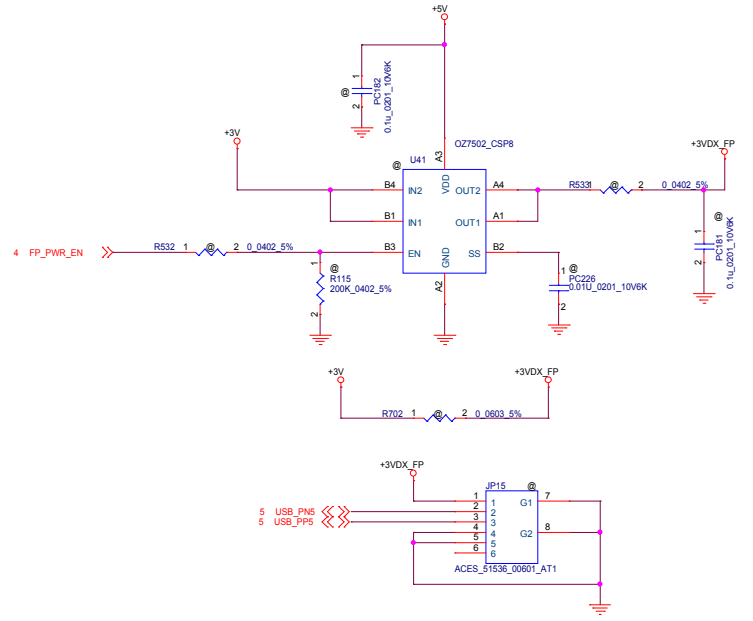 +5V
1
@
2
PC182
0.1u_0201_10V6K
+3V
OZ7502_CSP8
U41
@
A3
VDD
+3VDX_FP
B4 IN2
OUT2 A4
R533 1 @ 2 0_0402_5%
B1 IN1
OUT1 A1
4 FP_PWR_EN
R532 1 @ 2 0_0402_5%
B3 EN
SS B2
GND
A2
1
@
2
PC181
0.1u_0201_10V6K
1
@
R115
200K_0402_5%
2
1
@
PC226
0.01U_0201_10V6K
2
+3V
+3VDX_FP
R702 1 @ 2 0_0603_5%
+3VDX_FP
JP15 @
1 1 G1 7
5 USB_PN5 2 2
5 USB_PP5 3 3
4 4 G2 8
5 5
6 6
ACES_51536_00601_AT1